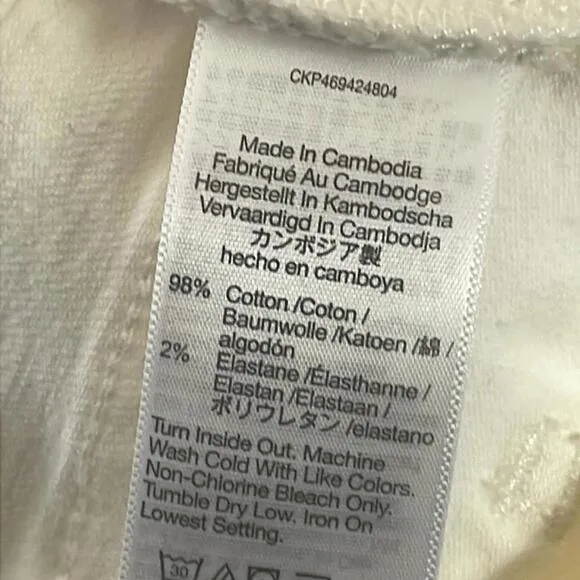 CKP469424804
Made In Cambodia
Fabriqué Au Cambodge
Hergestellt In Kambodscha
Vervaardigd In Cambodja
カンボジア製
hecho en camboya
98% Cotton /Coton /
Baumwolle /Katoen /綿 /
algodón
2% Elastane /Élasthanne /
Elastan /Elastaan /
ポリウレタン /elastano
Turn Inside Out. Machine
Wash Cold With Like Colors.
Non-Chlorine Bleach Only.
Tumble Dry Low. Iron On
Lowest Setting.
30